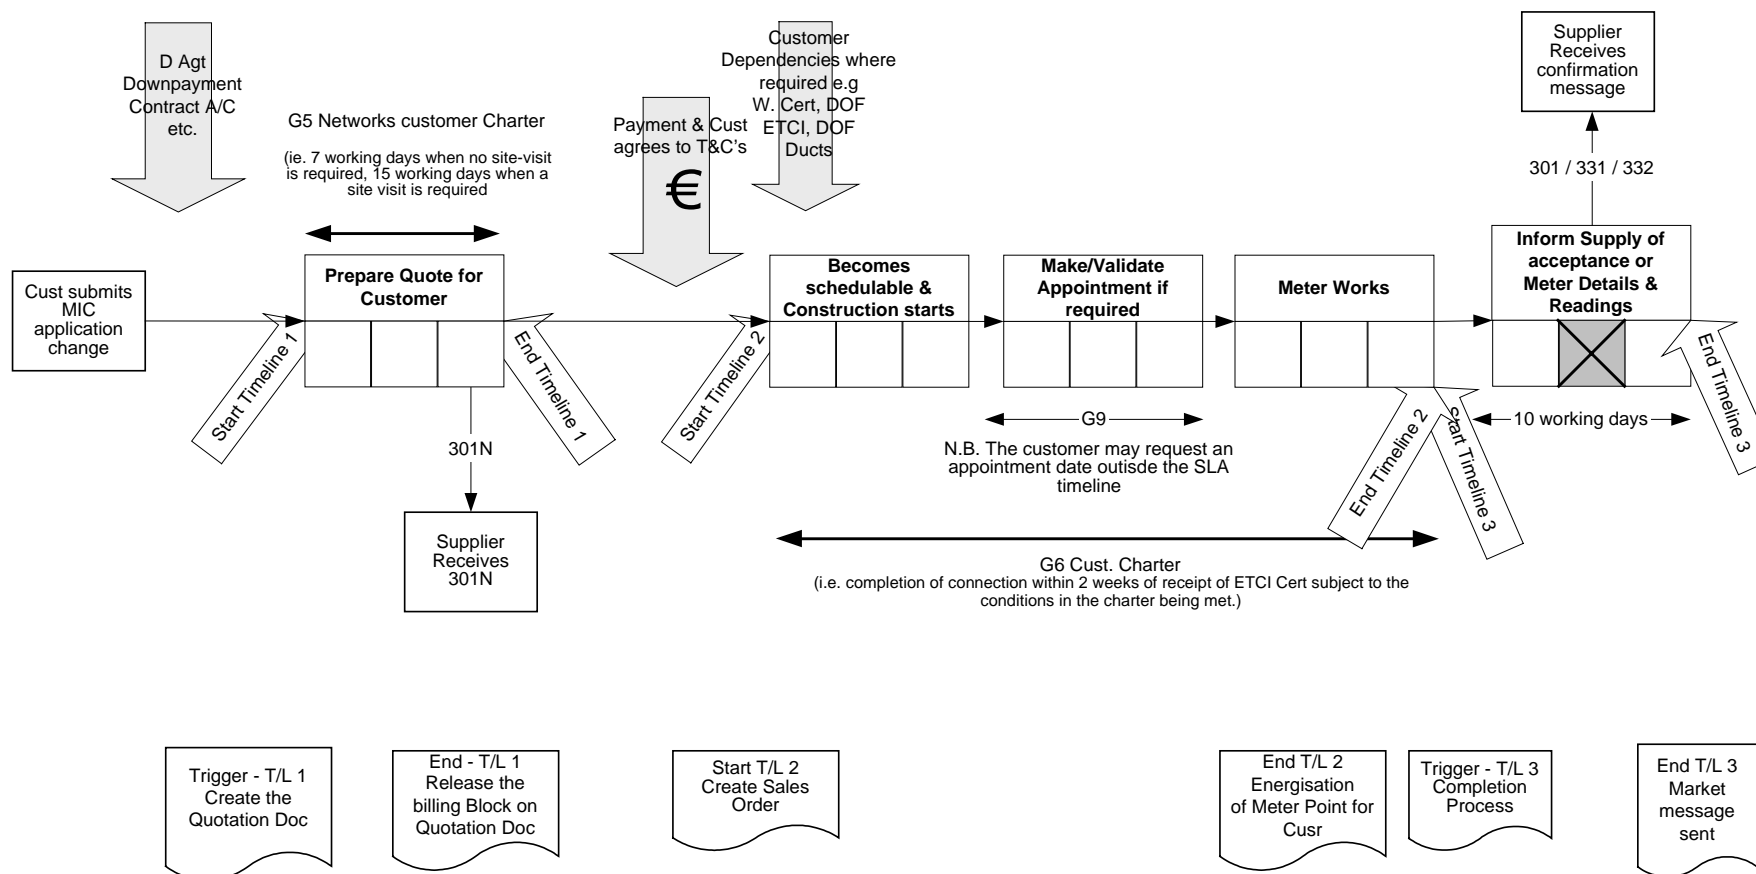 D Agt
Downpayment
Contract A/C
etc.
G5 Networks customer Charter
(ie. 7 working days when no site-visit
is required, 15 working days when a
site visit is required
Payment & Cust
agrees to T&C's
€
Customer
Dependencies where
required e.g
W. Cert, DOF
ETCI, DOF
Ducts
Supplier
Receives
confirmation
message
301 / 331 / 332
Cust submits
MIC
application
change
Prepare Quote for
Customer
Becomes
schedulable &
Construction starts
Make/Validate
Appointment if
required
Meter Works
Inform Supply of
acceptance or
Meter Details &
Readings
Start Timeline 1
End Timeline 1
Start Timeline 2
End Timeline 2
Start Timeline 3
End Timeline 3
301N
Supplier
Receives
301N
G9
N.B. The customer may request an
appointment date outisde the SLA
timeline
10 working days
G6 Cust. Charter
(i.e. completion of connection within 2 weeks of receipt of ETCI Cert subject to the
conditions in the charter being met.)
Trigger - T/L 1
Create the
Quotation Doc
End - T/L 1
Release the
billing Block on
Quotation Doc
Start T/L 2
Create Sales
Order
End T/L 2
Energisation
of Meter Point for
Cusr
Trigger - T/L 3
Completion
Process
End T/L 3
Market
message
sent